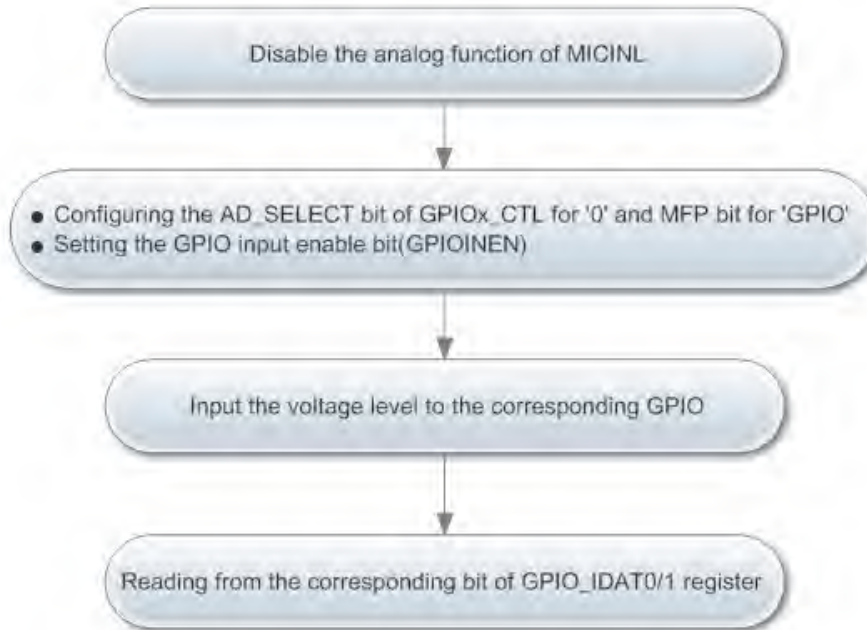 Disable the analog function of MICINL
● Configuring the AD_SELECT bit of GPIOx_CTL for '0' and MFP bit for 'GPIO'
● Setting the GPIO input enable bit(GPIOINEN)
Input the voltage level to the corresponding GPIO
Reading from the corresponding bit of GPIO_IDAT0/1 register